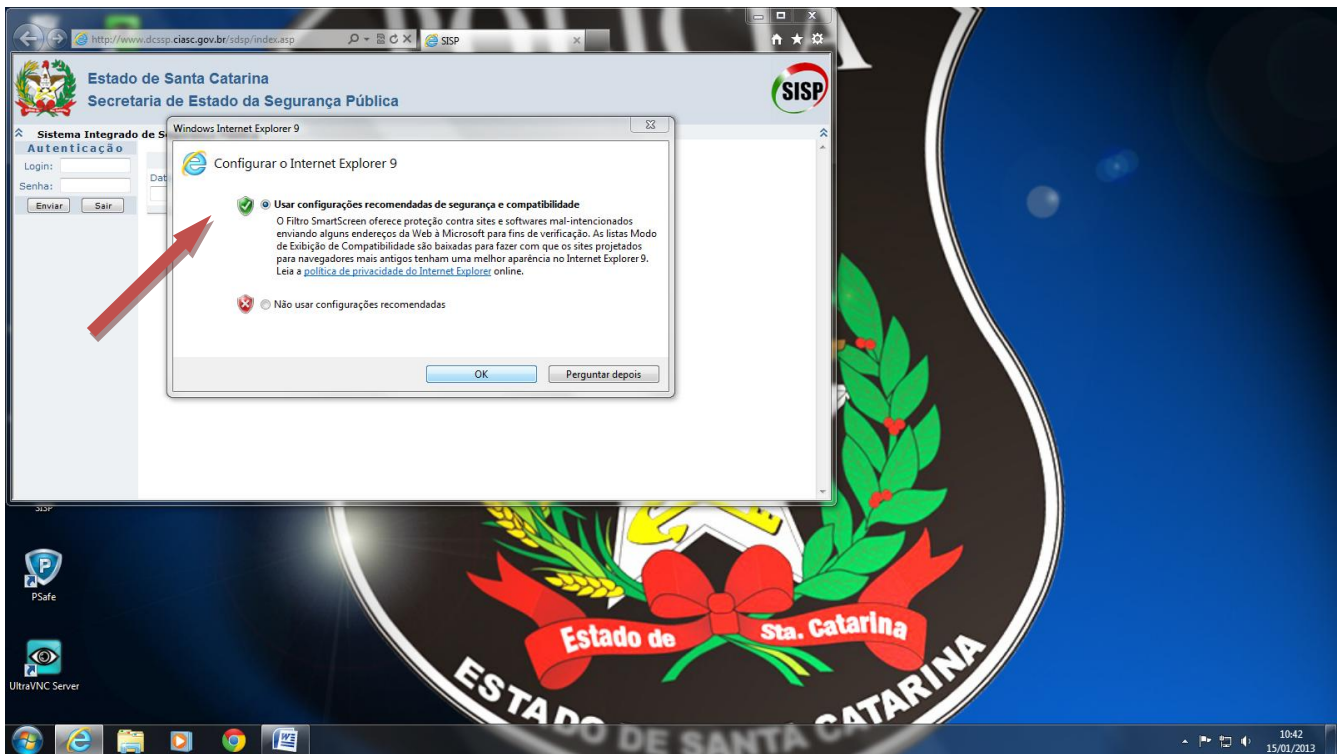 http://www.dcssp.ciasc.gov.br/sdsp/index.asp
SISP
Estado de Santa Catarina
Secretaria de Estado da Segurança Pública
SISP
Sistema Integrado de S
Autenticação
Login:
Senha:
Enviar Sair
Dat
Windows Internet Explorer 9
Configurar o Internet Explorer 9
Usar configurações recomendadas de segurança e compatibilidade
O Filtro SmartScreen oferece proteção contra sites e softwares mal-intencionados
enviando alguns endereços da Web à Microsoft para fins de verificação. As listas Modo
de Exibição de Compatibilidade são baixadas para fazer com que os sites projetados
para navegadores mais antigos tenham uma melhor aparência no Internet Explorer 9.
Leia a política de privacidade do Internet Explorer online.
Não usar configurações recomendadas
OK Perguntar depois
SISP
PSafe
UltraVNC Server
Estado de Sta. Catarina
ESTADO DE SANTA CATARINA
10:42
15/01/2013